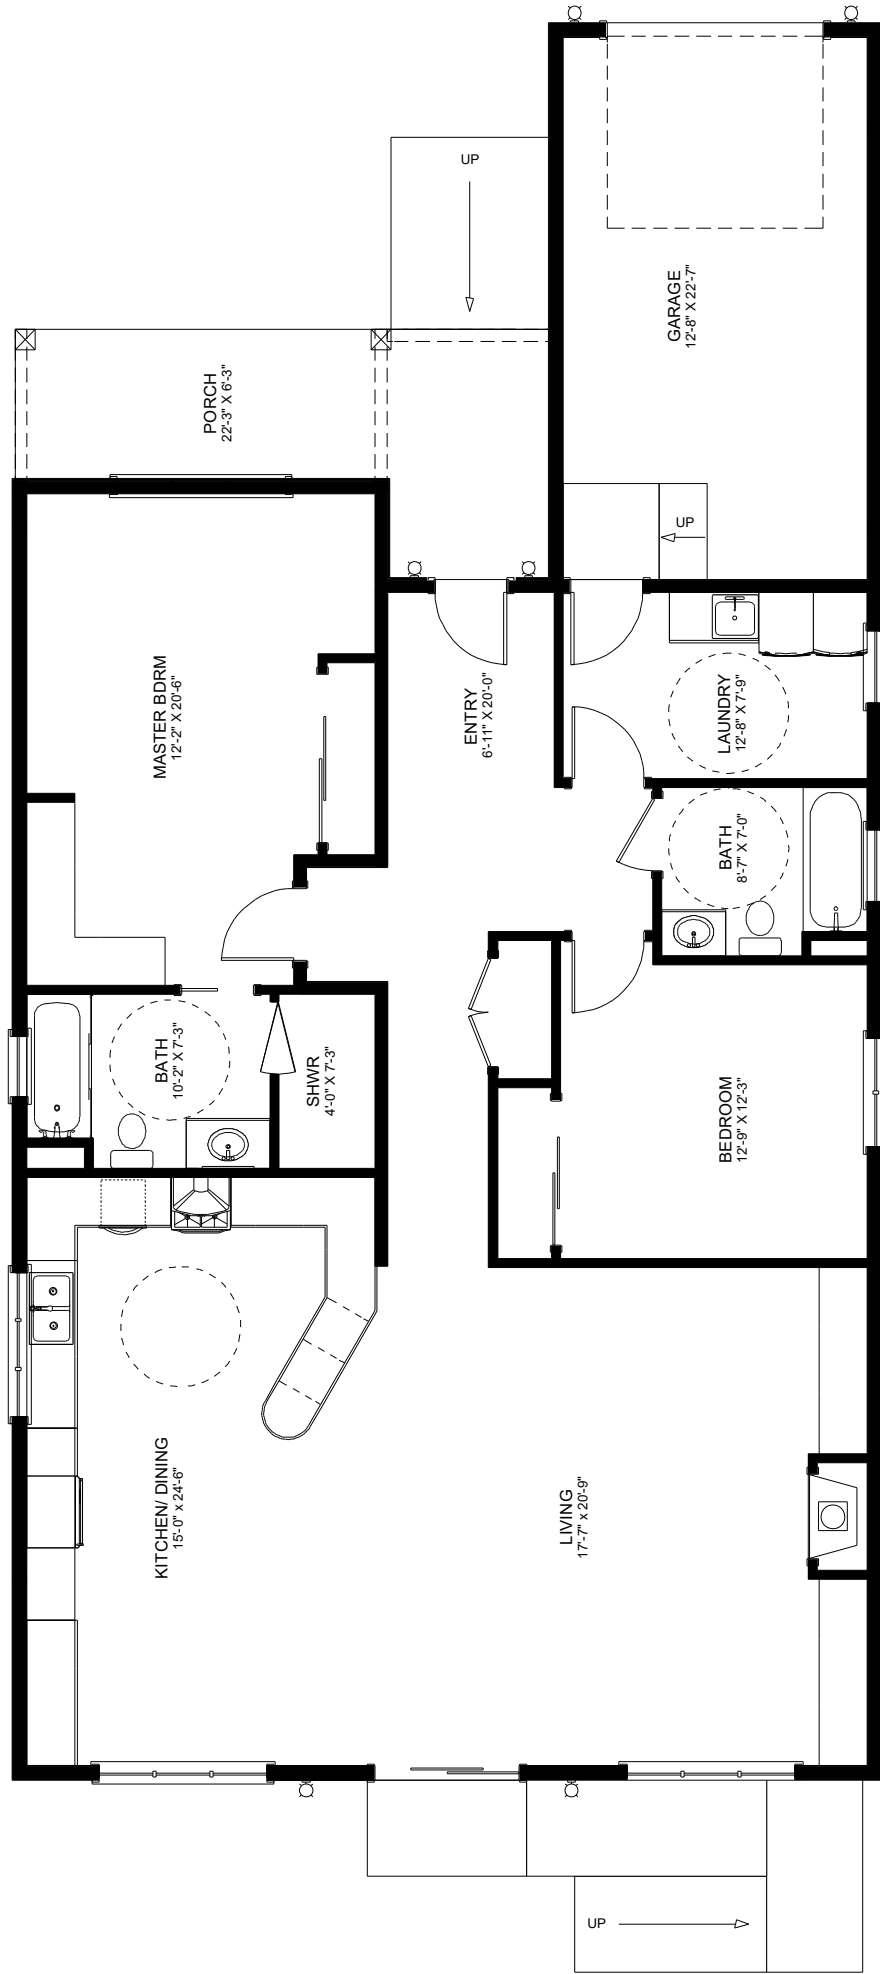 UP
GARAGE
12'-8" X 22'-7"
PORCH
22'-3" X 6'-3"
UP
MASTER BDRM
12'-2" X 20'-6"
ENTRY
6'-11" X 20'-0"
LAUNDRY
12'-8" X 7'-9"
BATH
8'-7" X 7'-0"
BATH
10'-2" X 7'-3"
SHWR
4'-0" X 7'-3"
BEDROOM
12'-9" X 12'-3"
KITCHEN/ DINING
15'-0" x 24'-6"
LIVING
17'-7" x 20'-9"
UP